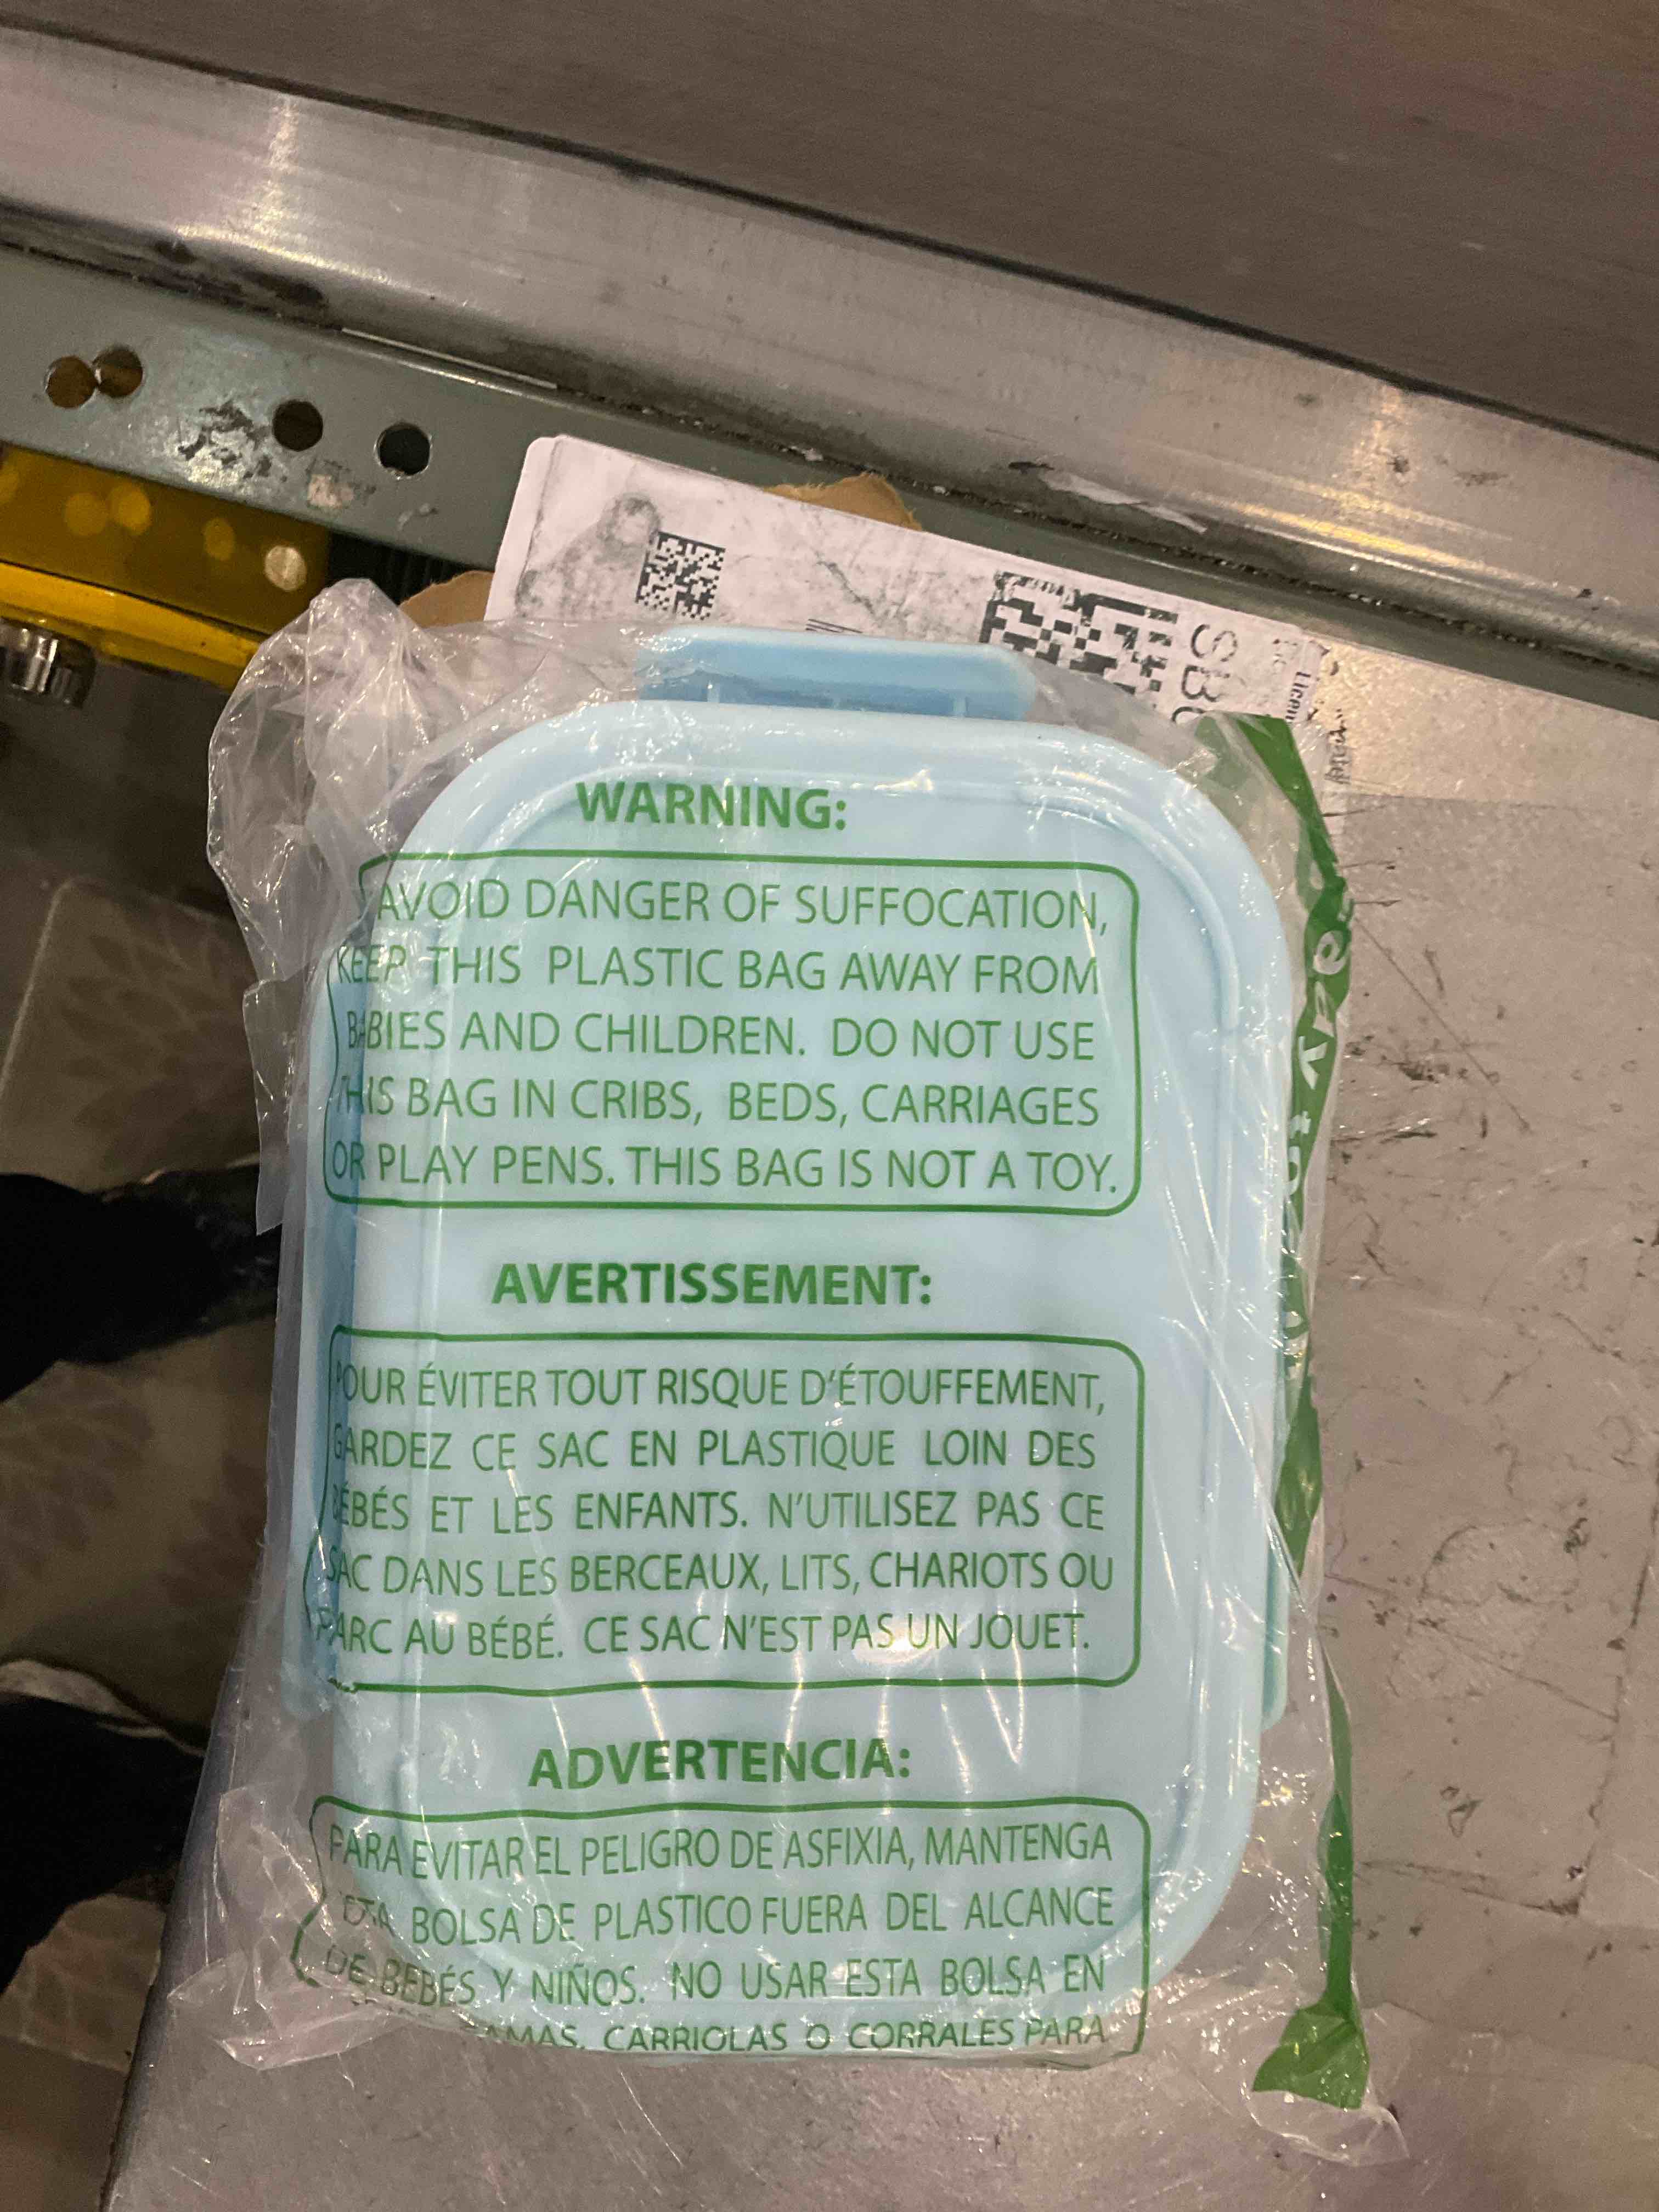 WARNING:
AVOID DANGER OF SUFFOCATION,
KEEP THIS PLASTIC BAG AWAY FROM
BABIES AND CHILDREN. DO NOT USE
THIS BAG IN CRIBS, BEDS, CARRIAGES
OR PLAY PENS. THIS BAG IS NOT A TOY.
AVERTISSEMENT:
POUR ÉVITER TOUT RISQUE D'ÉTOUFFEMENT,
GARDEZ CE SAC EN PLASTIQUE LOIN DES
BÉBÉS ET LES ENFANTS. N'UTILISEZ PAS CE
SAC DANS LES BERCEAUX, LITS, CHARIOTS OU
PARC AU BÉBÉ. CE SAC N'EST PAS UN JOUET.
ADVERTENCIA:
PARA EVITAR EL PELIGRO DE ASFIXIA, MANTENGA
ESTA BOLSA DE PLASTICO FUERA DEL ALCANCE
DE BEBÉS Y NIÑOS. NO USAR ESTA BOLSA EN
CARRIOLAS O CORRALES PARA